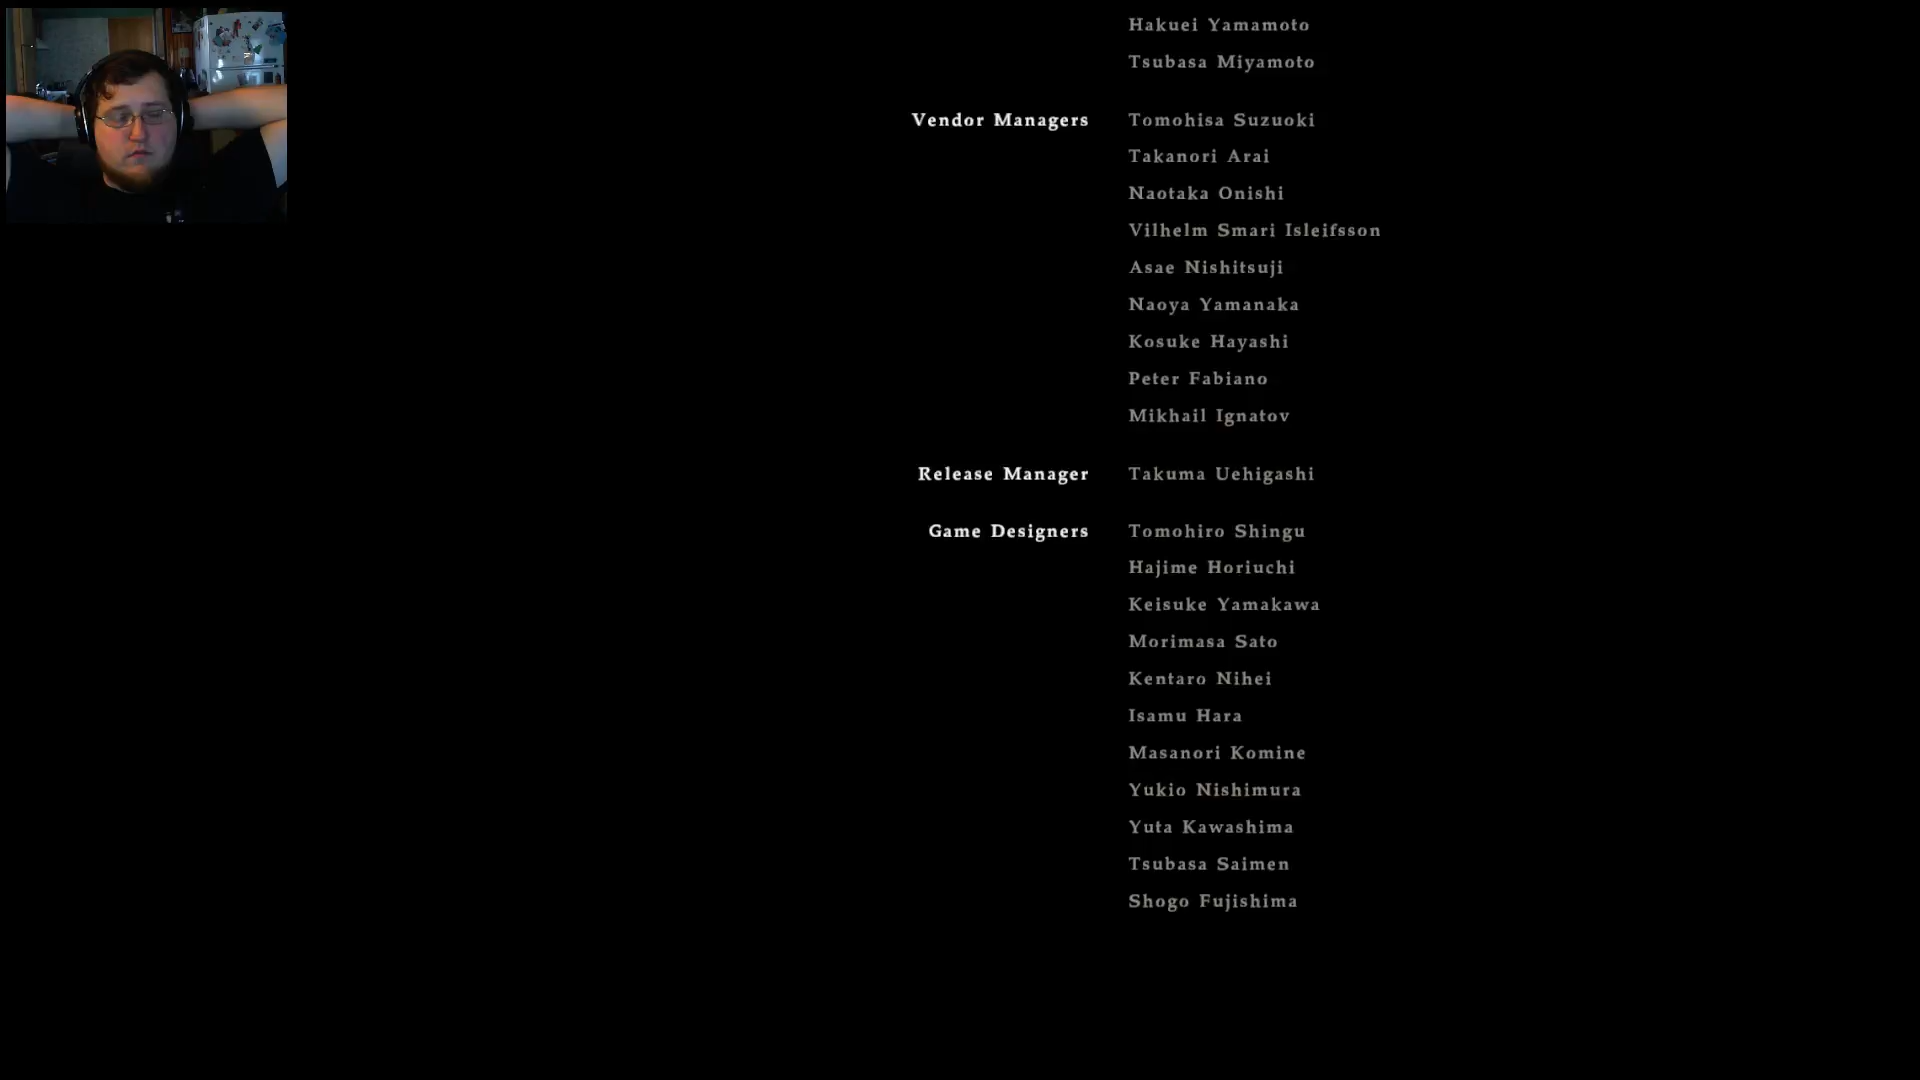 Hakuei Yamamoto
Tsubasa Miyamoto
Vendor Managers Tomohisa Suzuoki
Takanori Arai
Naotaka Onishi
Vilhelm Smari Isleifsson
Asae Nishitsuji
Naoya Yamanaka
Kosuke Hayashi
Peter Fabiano
Mikhail Ignatov
Release Manager Takuma Uehigashi
Game Designers Tomohiro Shingu
Hajime Horiuchi
Keisuke Yamakawa
Morimasa Sato
Kentaro Nihei
Isamu Hara
Masanori Komine
Yukio Nishimura
Yuta Kawashima
Tsubasa Saimen
Shogo Fujishima